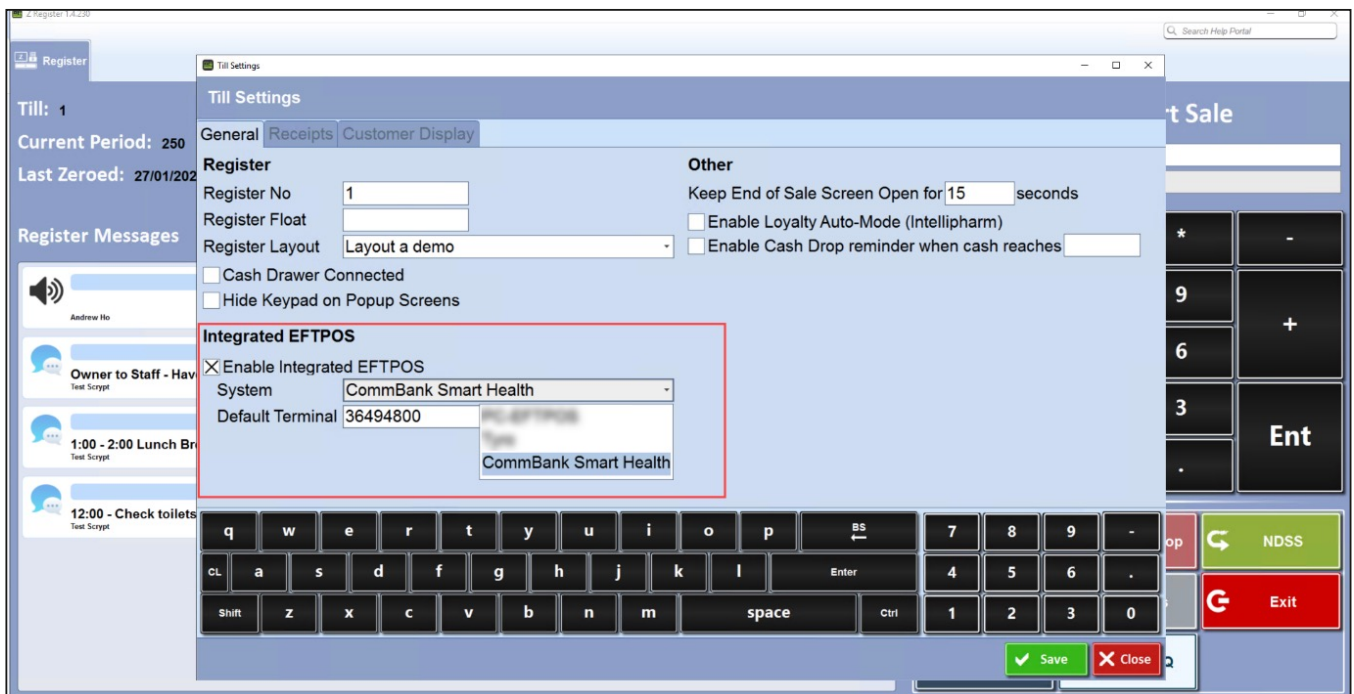 Z Register 1.4.230
Search Help Portal
Register
Till Settings
Till Settings
Till: 1
Current Period: 250
Last Zeroed: 27/01/202
Register Messages
Andrew Ho
Owner to Staff - Hav
Test Scrypt
1:00 - 2:00 Lunch Br
Test Scrypt
12:00 - Check toilets
Test Scrypt
General Receipts Customer Display
Register
Register No 1
Register Float
Register Layout Layout a demo
Cash Drawer Connected
Hide Keypad on Popup Screens
Other
Keep End of Sale Screen Open for 15 seconds
Enable Loyalty Auto-Mode (Intellipharm)
Enable Cash Drop reminder when cash reaches
Integrated EFTPOS
Enable Integrated EFTPOS
System CommBank Smart Health
Default Terminal 36494800
PC-EFTPOS
Tyro
CommBank Smart Health
q w e r t y u i o p BS 7 8 9 -
CL a s d f g h j k l Enter 4 5 6 .
Shift z x c v b n m space Ctrl 1 2 3 0
Save Close
rt Sale
* -
9 +
6
3 Ent
.
op NDSS
s Exit
Q